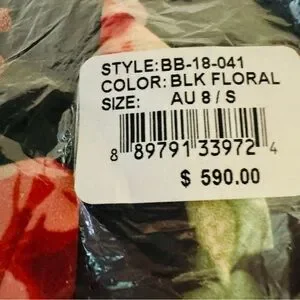 STYLE:BB-18-041
COLOR:BLK FLORAL
SIZE: AU 8 / S
8 89791 33972 4
$ 590.00